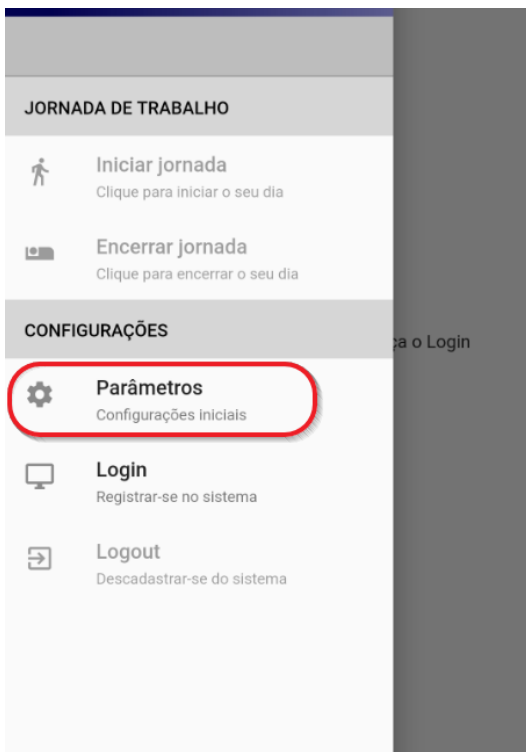 JORNADA DE TRABALHO
Iniciar jornada
Clique para iniciar o seu dia
Encerrar jornada
Clique para encerrar o seu dia
CONFIGURAÇÕES
ça o Login
Parâmetros
Configurações iniciais
Login
Registrar-se no sistema
Logout
Descadastrar-se do sistema